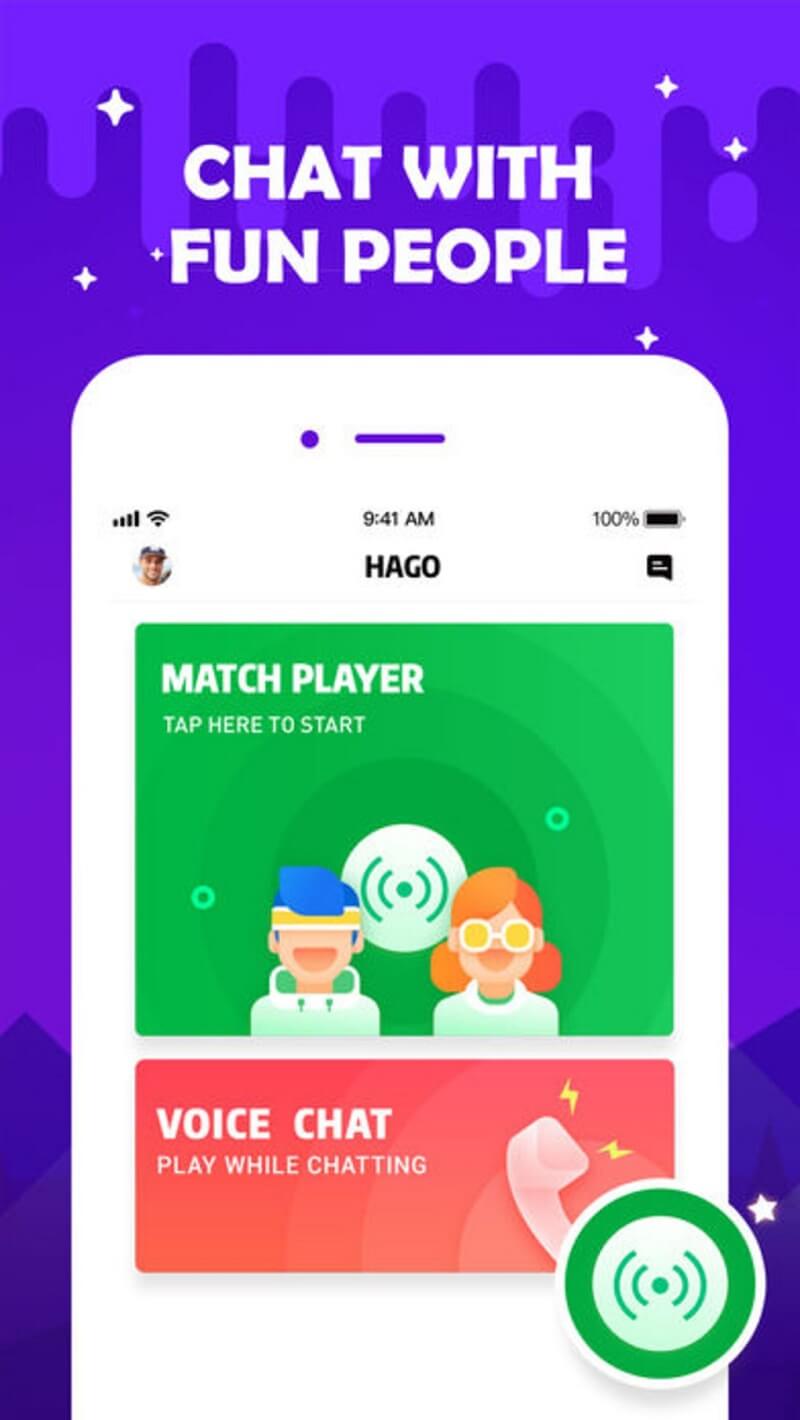 CHAT WITH
FUN PEOPLE
9:41 AM
100%
HAGO
MATCH PLAYER
TAP HERE TO START
VOICE CHAT
PLAY WHILE CHATTING